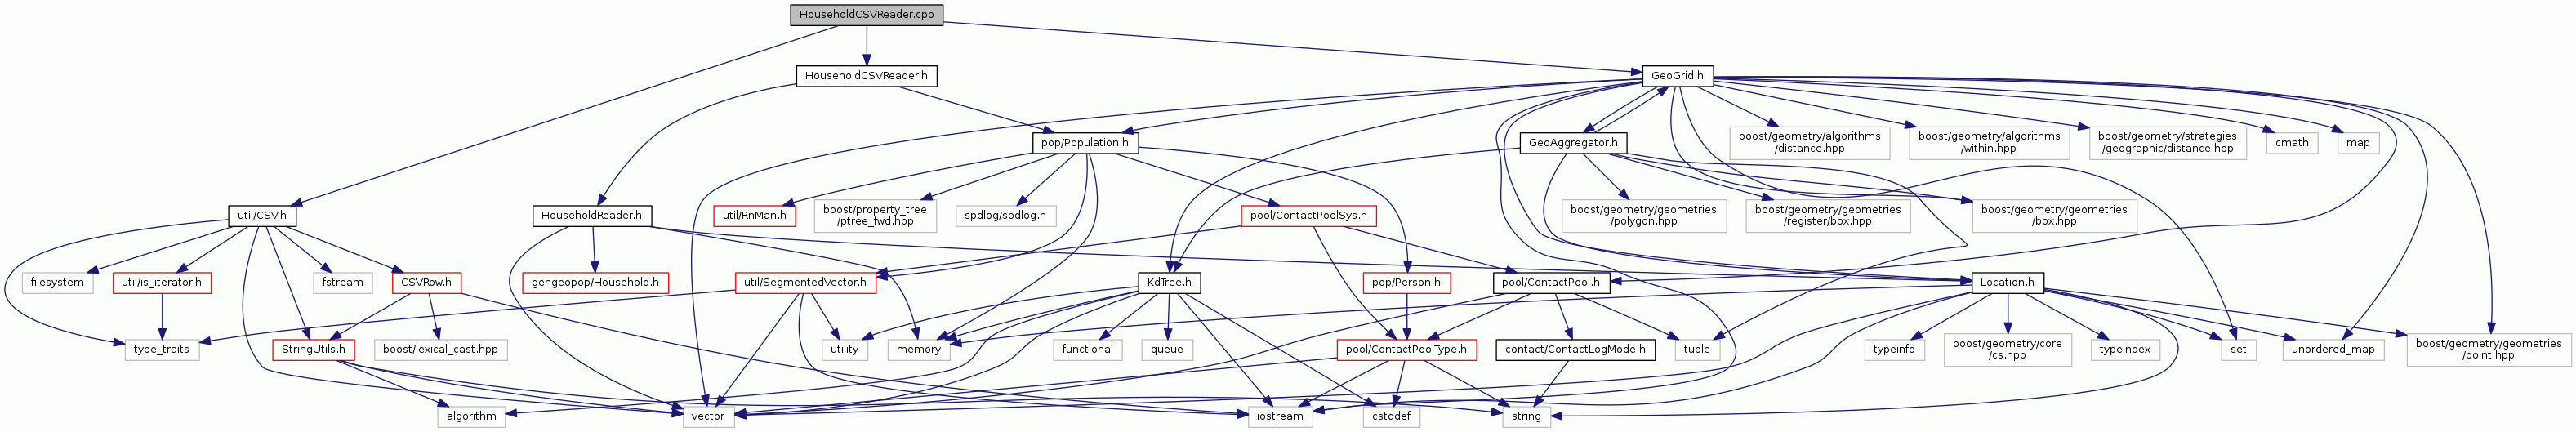 HouseholdCSVReader.cpp
HouseholdCSVReader.h
GeoGrid.h
pop/Population.h
GeoAggregator.h
boost/geometry/algorithms
/distance.hpp
boost/geometry/algorithms
/within.hpp
boost/geometry/strategies
/geographic/distance.hpp
cmath
map
util/CSV.h
HouseholdReader.h
util/RnMan.h
boost/property_tree
/ptree_fwd.hpp
spdlog/spdlog.h
pool/ContactPoolSys.h
boost/geometry/geometries
/polygon.hpp
boost/geometry/geometries
/register/box.hpp
boost/geometry/geometries
/box.hpp
filesystem
util/is_iterator.h
fstream
CSVRow.h
gengeopop/Household.h
util/SegmentedVector.h
KdTree.h
pop/Person.h
pool/ContactPool.h
Location.h
type_traits
StringUtils.h
boost/lexical_cast.hpp
utility
memory
functional
queue
pool/ContactPoolType.h
contact/ContactLogMode.h
tuple
typeinfo
boost/geometry/core
/cs.hpp
typeindex
set
unordered_map
boost/geometry/geometries
/point.hpp
algorithm
vector
iostream
cstddef
string